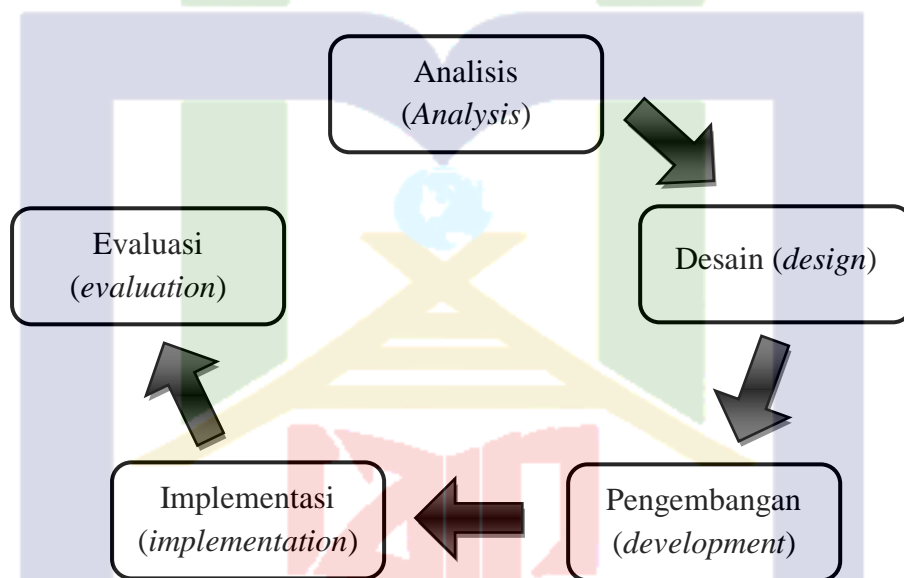 Analisis
(Analysis)
Desain (design)
Pengembangan
(development)
Implementasi
(implementation)
Evaluasi
(evaluation)